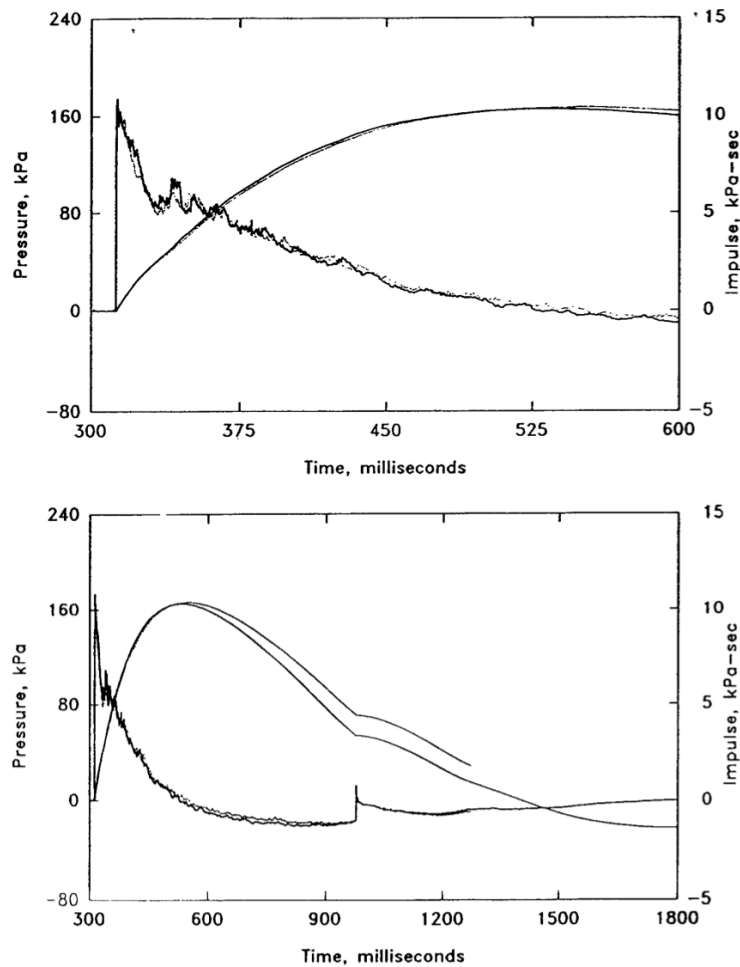 240
160
80
0
-80
Pressure, kPa
15
10
5
0
-5
Impulse, kPa-sec
300 375 450 525 600
Time, milliseconds
240
160
80
0
-80
Pressure, kPa
15
10
5
0
-5
Impulse, kPa-sec
300 600 900 1200 1500 1800
Time, milliseconds